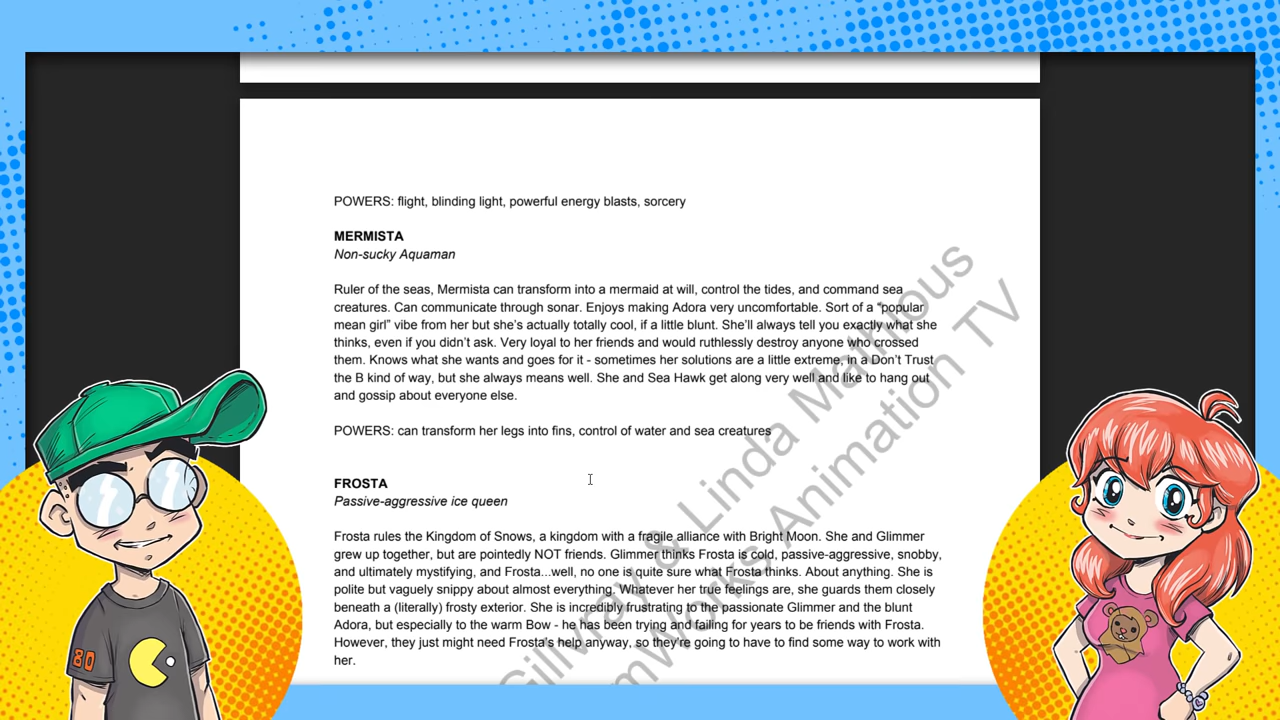 POWERS: flight, blinding light, powerful energy blasts, sorcery
MERMISTA
Non-sucky Aquaman
Ruler of the seas, Mermista can transform into a mermaid at will, control the tides, and command sea
creatures. Can communicate through sonar. Enjoys making Adora very uncomfortable. Sort of a “popular
mean girl” vibe from her but she’s actually totally cool, if a little blunt. She’ll always tell you exactly what she
thinks, even if you didn’t ask. Very loyal to her friends and would ruthlessly destroy anyone who crossed
them. Knows what she wants and goes for it - sometimes her solutions are a little extreme, in a Don’t Trust
the B kind of way, but she always means well. She and Sea Hawk get along very well and like to hang out
and gossip about everyone else.
POWERS: can transform her legs into fins, control of water and sea creatures
FROSTA
Passive-aggressive ice queen
Frosta rules the Kingdom of Snows, a kingdom with a fragile alliance with Bright Moon. She and Glimmer
grew up together, but are pointedly NOT friends. Glimmer thinks Frosta is cold, passive-aggressive, snobby,
and ultimately mystifying, and Frosta...well, no one is quite sure what Frosta thinks. About anything. She is
polite but vaguely snippy about almost everything. Whatever her true feelings are, she guards them closely
beneath a (literally) frosty exterior. She is incredibly frustrating to the passionate Glimmer and the blunt
Adora, but especially to the warm Bow - he has been trying and failing for years to be friends with Frosta.
However, they just might need Frosta’s help anyway, so they’re going to have to find some way to work with
her.
Gillvray & Linda Mathious
mWorks Animation TV
80